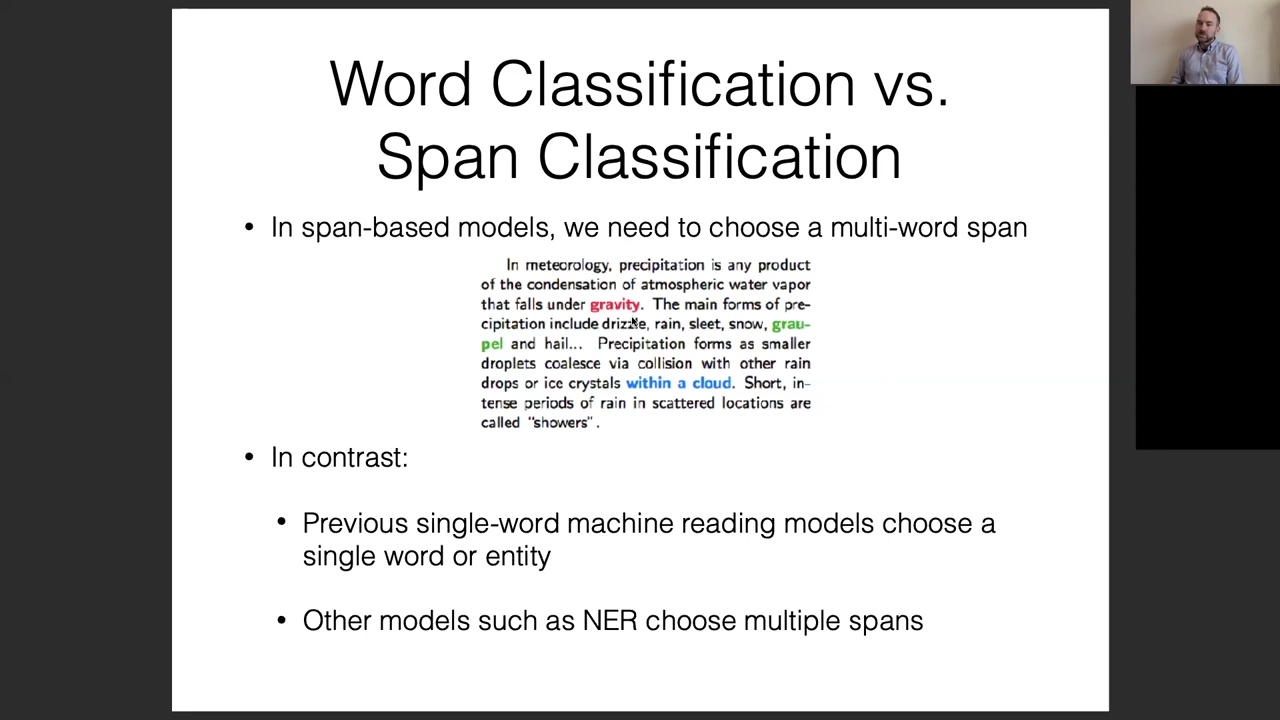 Word Classification vs.
Span Classification
• In span-based models, we need to choose a multi-word span
In meteorology, precipitation is any product
of the condensation of atmospheric water vapor
that falls under gravity. The main forms of pre-
cipitation include drizzle, rain, sleet, snow, grau-
pel and hail... Precipitation forms as smaller
droplets coalesce via collision with other rain
drops or ice crystals within a cloud. Short, in-
tense periods of rain in scattered locations are
called "showers".
• In contrast:
• Previous single-word machine reading models choose a
single word or entity
• Other models such as NER choose multiple spans